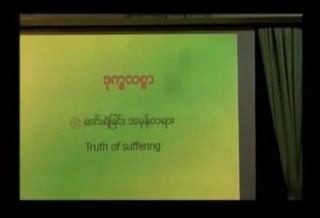 ဒုက္ခသစ္စာ
၁ ဆင်းရဲခြင်း အမှန်တရား
Truth of suffering